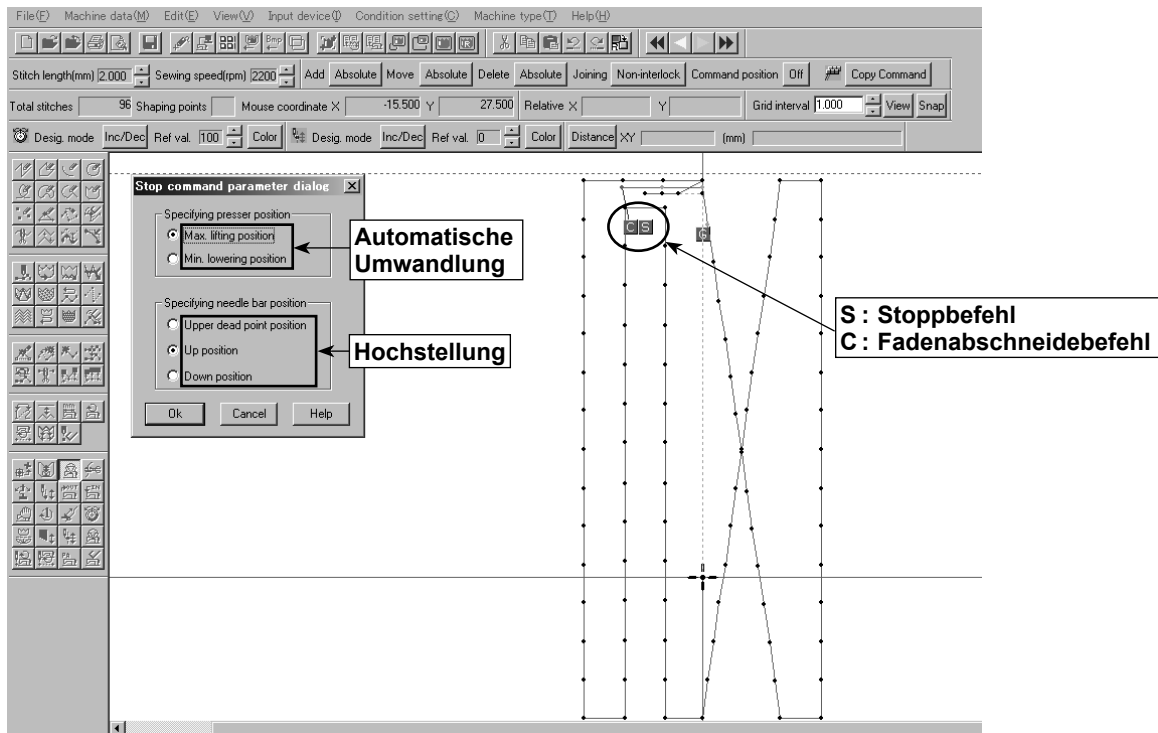 File(F) Machine data(M) Edit(E) View(V) Input device(I) Condition setting(C) Machine type(T) Help(H)
Stitch length(mm) 2.000 Sewing speed(rpm) 2200 Add Absolute Move Absolute Delete Absolute Joining Non-interlock Command position Off Copy Command
Total stitches 96 Shaping points Mouse coordinate X -15.500 Y 27.500 Relative X Y Grid interval 1.000 View Snap
Desig. mode Inc/Dec Ref val. 100 Color Desig. mode Inc/Dec Ref val. 0 Color Distance XY (mm)
Stop command parameter dialog
Specifying presser position
Max. lifting position
Min. lowering position
Automatische
Umwandlung
Specifying needle bar position
Upper dead point position
Up position
Down position
Hochstellung
Ok Cancel Help
C S
S : Stoppbefehl
C : Fadenabschneidebefehl